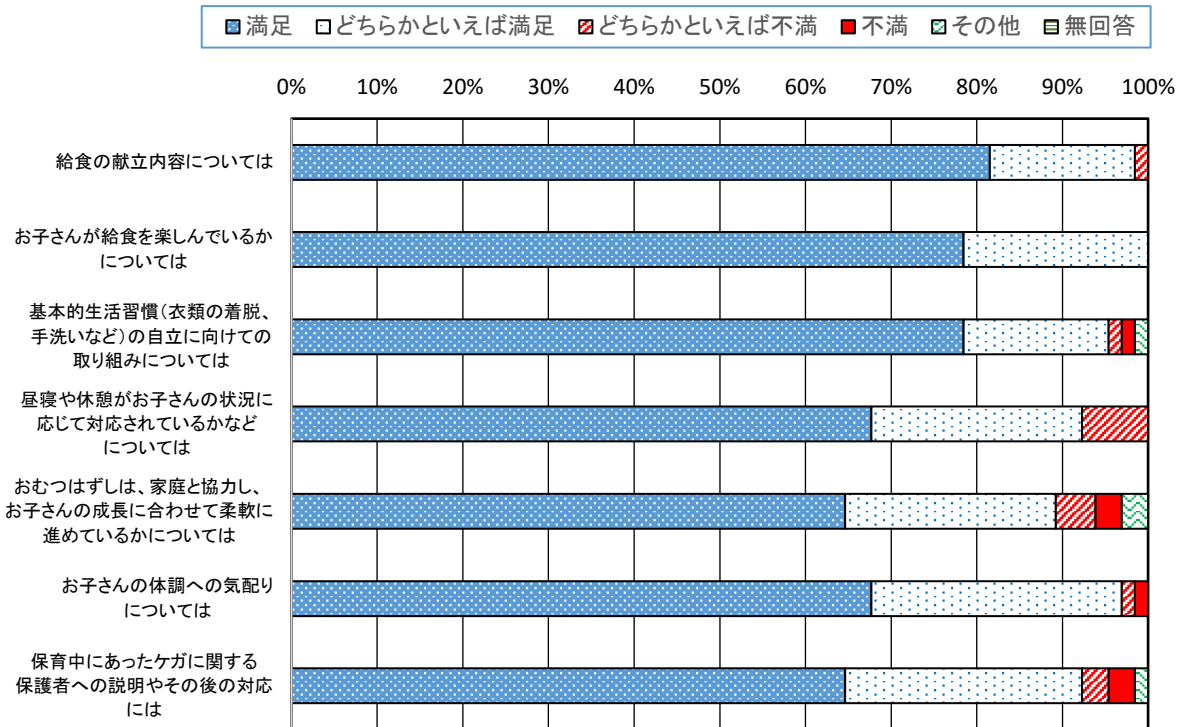 満足 どちらかといえば満足 どちらかといえば不満 不満 その他 無回答
0% 10% 20% 30% 40% 50% 60% 70% 80% 90% 100%
給食の献立内容については
お子さんが給食を楽しんでいるか
については
基本的生活習慣(衣類の着脱、
手洗いなど)の自立に向けての
取り組みについては
昼寝や休憩がお子さんの状況に
応じて対応されているかなど
については
おむつはずしは、家庭と協力し、
お子さんの成長に合わせて柔軟に
進めているかについては
お子さんの体調への気配り
については
保育中にあったケガに関する
保護者への説明やその後の対応
には